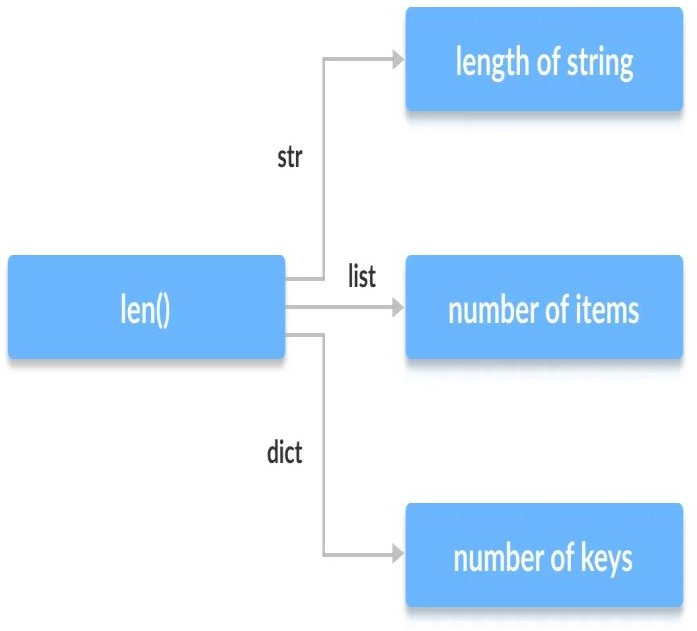 length of string
str
list
len()
number of items
dict
number of keys